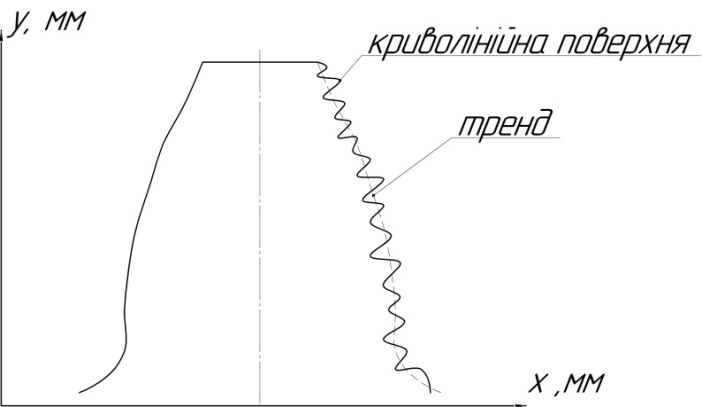 y, мм
криволінійна поверхня
тренд
x ,мм